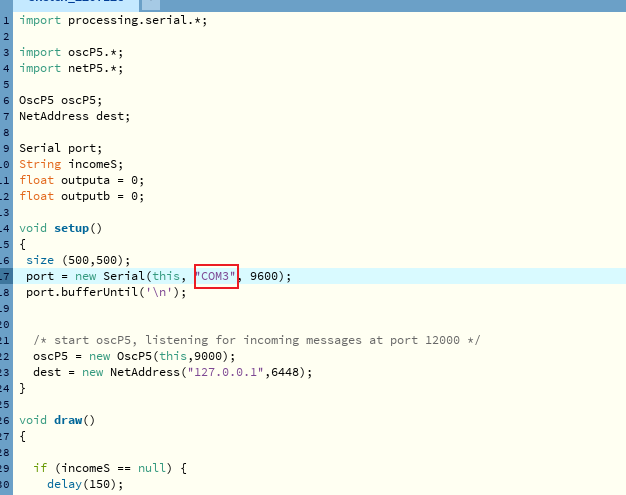 1 import processing.serial.*;
2
3 import oscP5.*;
4 import netP5.*;
5
6 OscP5 oscP5;
7 NetAddress dest;
8
9 Serial port;
10 String incomeS;
11 float outputa = 0;
12 float outputb = 0;
13
14 void setup()
15 {
16 size (500,500);
17 port = new Serial(this, "COM3", 9600);
18 port.bufferUntil('\n');
19
20
21 /* start oscP5, listening for incoming messages at port 12000 */
22 oscP5 = new OscP5(this,9000);
23 dest = new NetAddress("127.0.0.1",6448);
24 }
25
26 void draw()
27 {
28
29 if (incomeS == null) {
30 delay(150);